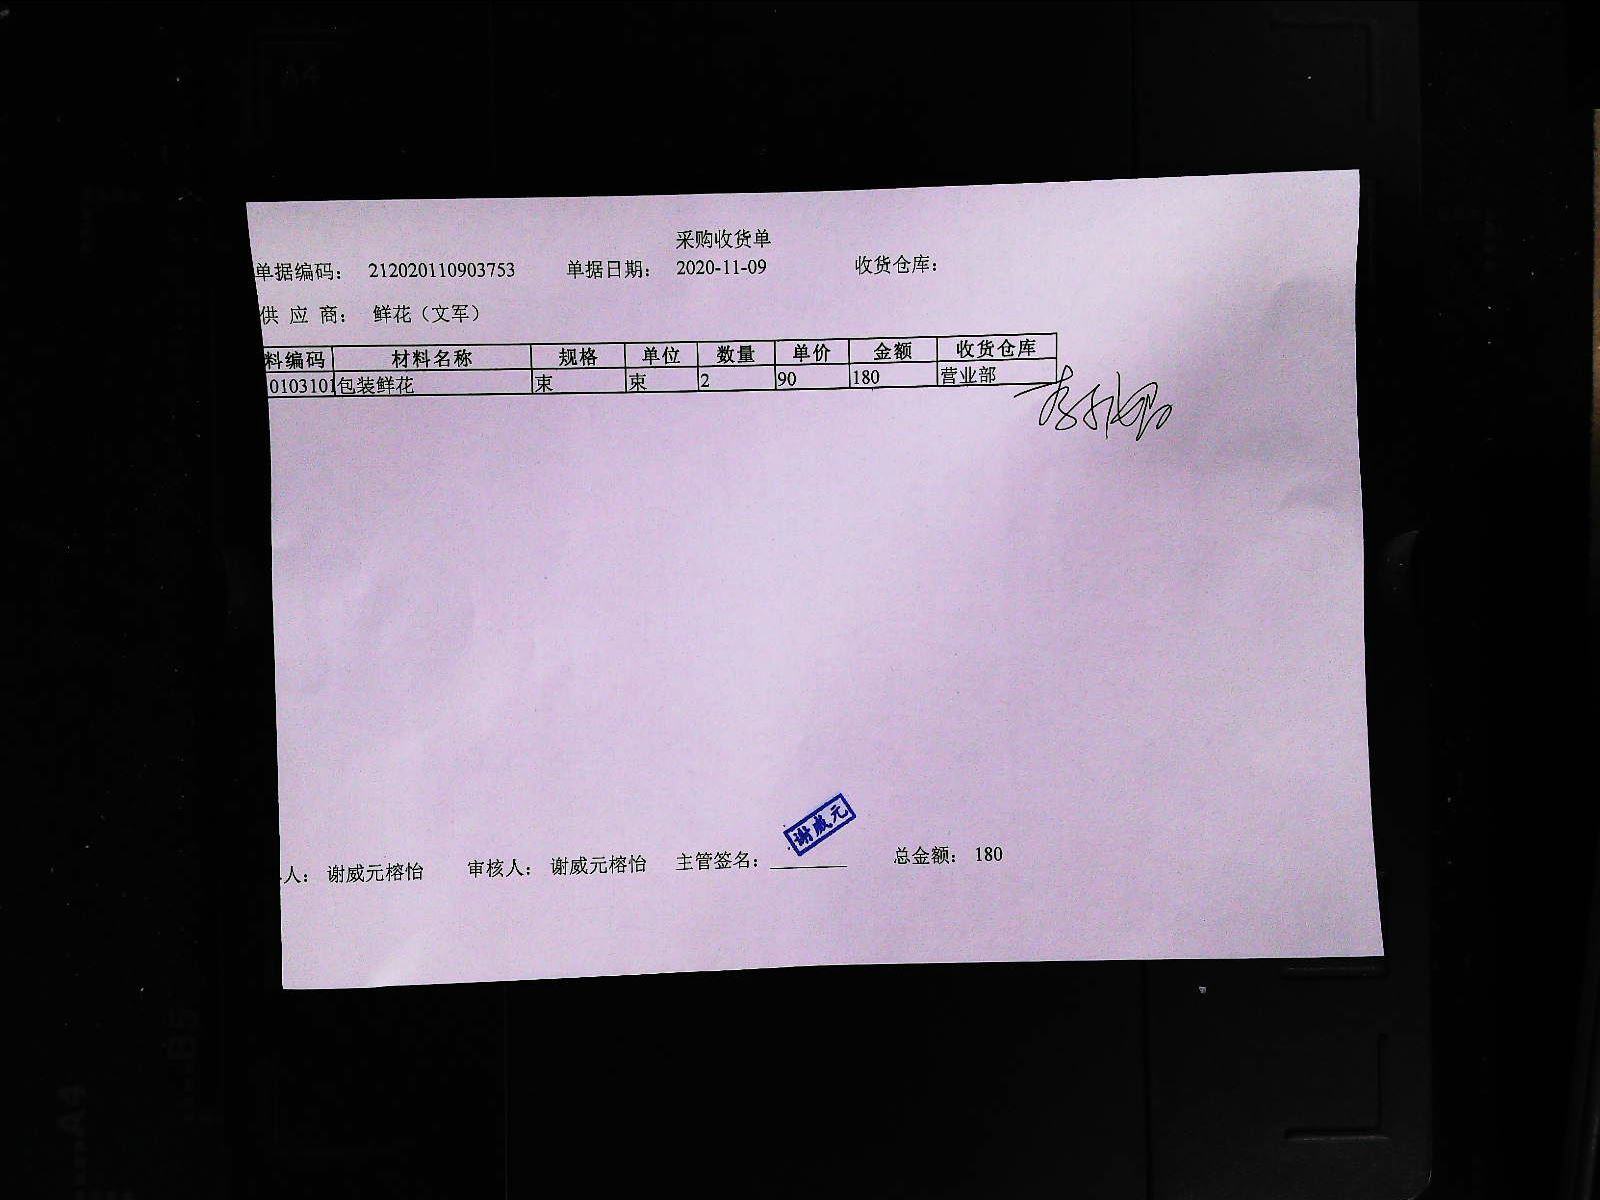 采购收货单
单据编码： 212020110903753 单据日期： 2020-11-09 收货仓库：
供 应 商： 鲜花（文军）
料编码 材料名称 规格 单位 数量 单价 金额 收货仓库
0103101 包装鲜花 束 束 2 90 180 营业部
谢威元
人： 谢威元榕怡 审核人： 谢威元榕怡 主管签名： 总金额： 180